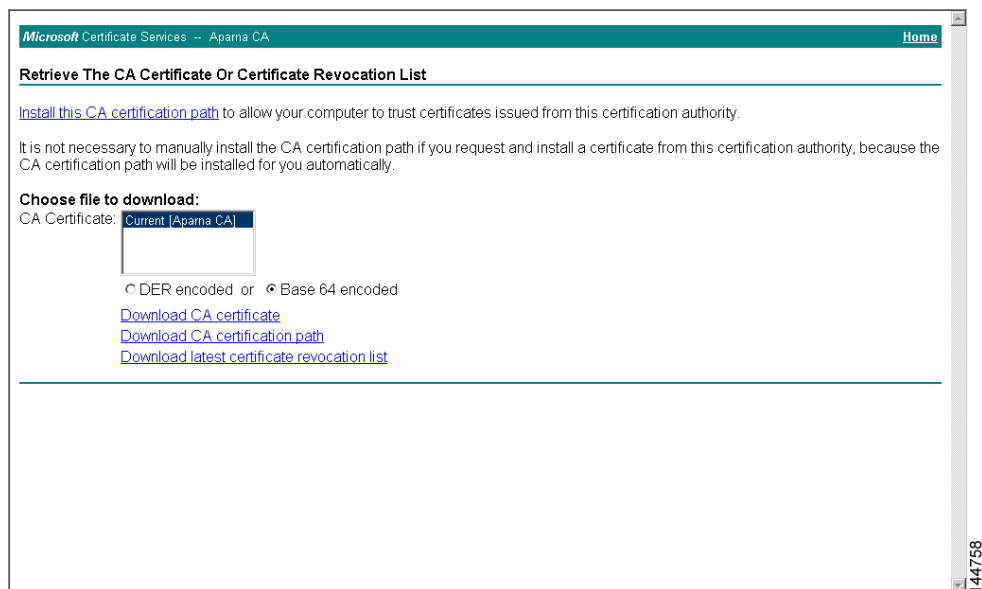 Microsoft Certificate Services -- Aparna CA Home
Retrieve The CA Certificate Or Certificate Revocation List
Install this CA certification path to allow your computer to trust certificates issued from this certification authority.
It is not necessary to manually install the CA certification path if you request and install a certificate from this certification authority, because the
CA certification path will be installed for you automatically.
Choose file to download:
CA Certificate: Current [Aparna CA]
DER encoded or Base 64 encoded
Download CA certificate
Download CA certification path
Download latest certificate revocation list
144758